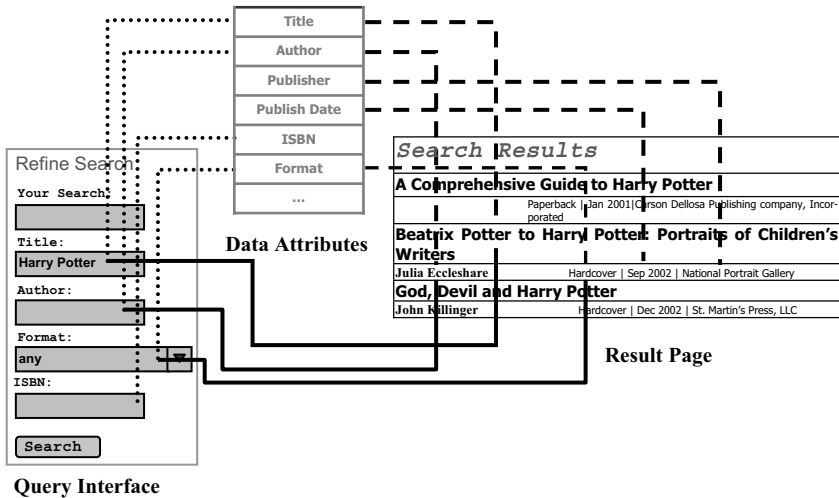 Title
Author
Publisher
Publish Date
ISBN
Format
...
Data Attributes
Refine Search
Your Search:
Title:
Harry Potter
Author:
Format:
any
ISBN:
Search
Query Interface
Search Results
A Comprehensive Guide to Harry Potter
Paperback | Jan 2001|Carson Dellosa Publishing company, Incor-
porated
Beatrix Potter to Harry Potter: Portraits of Children's
Writers
Julia Eccleshare Hardcover | Sep 2002 | National Portrait Gallery
God, Devil and Harry Potter
John Killinger Hardcover | Dec 2002 | St. Martin's Press, LLC
Result Page